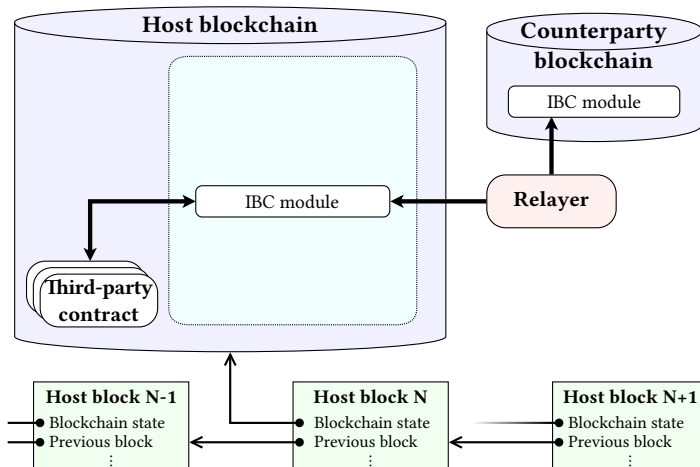 Host blockchain
Counterparty
blockchain
IBC module
IBC module
Relayer
Third-party
contract
Host block N-1
Blockchain state
Previous block
⋮
Host block N
Blockchain state
Previous block
⋮
Host block N+1
Blockchain state
Previous block
⋮